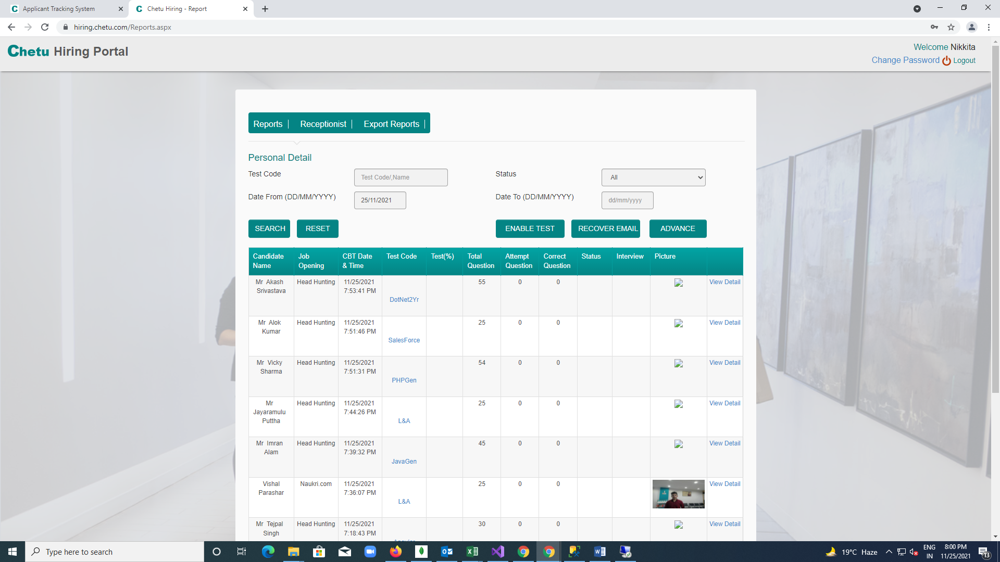 Applicant Tracking System
Chetu Hiring - Report
hiring.chetu.com/Reports.aspx
Chetu Hiring Portal
Welcome Nikkita
Change Password Logout
Reports Receptionist Export Reports
Personal Detail
Test Code Test Code/,Name Status All
Date From (DD/MM/YYYY) 25/11/2021 Date To (DD/MM/YYYY) dd/mm/yyyy
SEARCH RESET ENABLE TEST RECOVER EMAIL ADVANCE
Candidate Name Job Opening CBT Date & Time Test Code Test(%) Total Question Attempt Question Correct Question Status Interview Picture
Mr Akash Srivastava Head Hunting 11/25/2021 7:53:41 PM DotNet2Yr 55 0 0 View Detail
Mr Alok Kumar Head Hunting 11/25/2021 7:51:46 PM SalesForce 25 0 0 View Detail
Mr Vicky Sharma Head Hunting 11/25/2021 7:51:31 PM PHPGen 54 0 0 View Detail
Mr Jayaramulu Puttha Head Hunting 11/25/2021 7:44:26 PM L&A 25 0 0 View Detail
Mr Imran Alam Head Hunting 11/25/2021 7:39:32 PM JavaGen 45 0 0 View Detail
Vishal Parashar Naukri.com 11/25/2021 7:36:07 PM L&A 25 0 0 View Detail
Mr Tejpal Singh Head Hunting 11/25/2021 7:18:43 PM 30 0 0 View Detail
Type here to search
19°C Haze
ENG IN
8:00 PM
11/25/2021
13